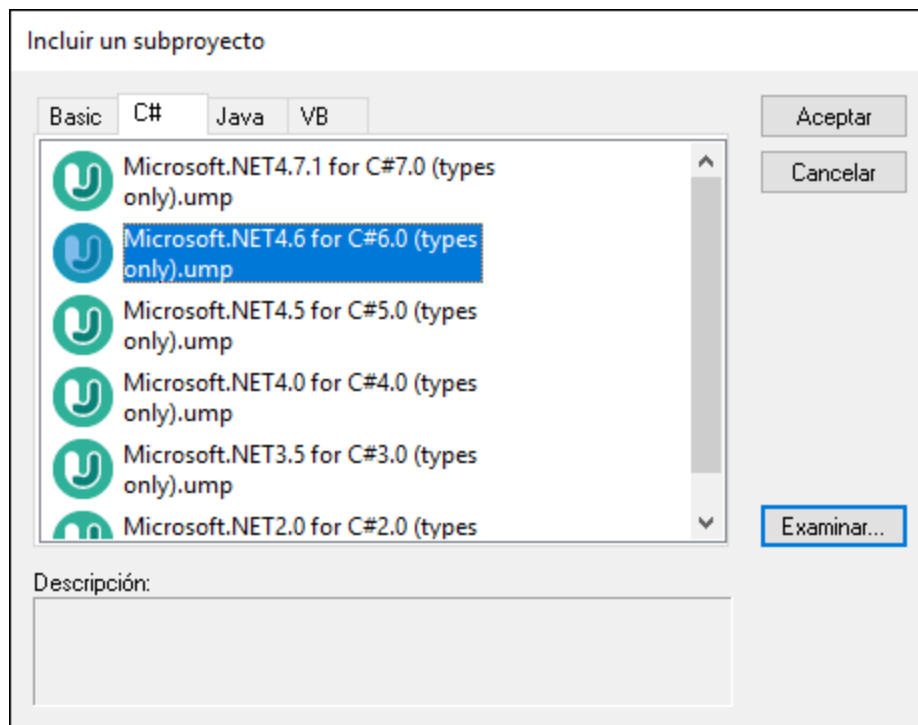 Incluir un subproyecto
Basic C# Java VB
Microsoft.NET4.7.1 for C#7.0 (types
only).ump
Microsoft.NET4.6 for C#6.0 (types
only).ump
Microsoft.NET4.5 for C#5.0 (types
only).ump
Microsoft.NET4.0 for C#4.0 (types
only).ump
Microsoft.NET3.5 for C#3.0 (types
only).ump
Microsoft.NET2.0 for C#2.0 (types
Aceptar
Cancelar
Examinar...
Descripción: